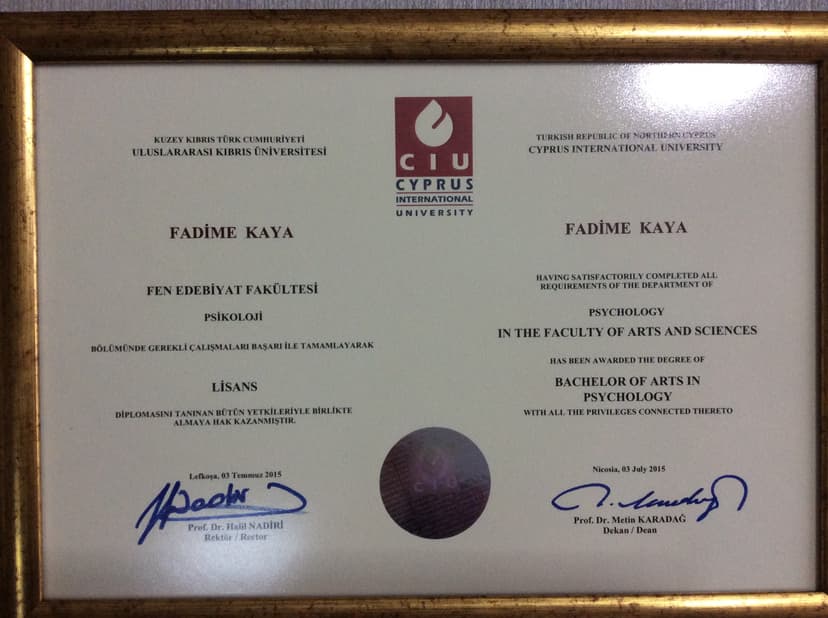 KUZEY KIBRIS TÜRK CUMHURİYETİ
ULUSLARARASI KIBRIS ÜNİVERSİTESİ
FADİME KAYA
FEN EDEBİYAT FAKÜLTESİ
PSİKOLOJİ
BÖLÜMÜNDE GEREKLİ ÇALIŞMALARI BAŞARI İLE TAMAMLAYARAK
LİSANS
DİPLOMASINI TANINAN BÜTÜN YETKİLERİYLE BİRLİKTE
ALMAYA HAK KAZANMIŞTIR.
Lefkoşa, 03 Temmuz 2015
Prof. Dr. Halil NADİRİ
Rektör / Rector
CIU
CYPRUS
INTERNATIONAL
UNIVERSITY
CIU
TURKISH REPUBLIC OF NORTHERN CYPRUS
CYPRUS INTERNATIONAL UNIVERSITY
FADİME KAYA
HAVING SATISFACTORILY COMPLETED ALL
REQUIREMENTS OF THE DEPARTMENT OF
PSYCHOLOGY
IN THE FACULTY OF ARTS AND SCIENCES
HAS BEEN AWARDED THE DEGREE OF
BACHELOR OF ARTS IN
PSYCHOLOGY
WITH ALL THE PRIVILEGES CONNECTED THERETO
Nicosia, 03 July 2015
Prof. Dr. Metin KARADAĞ
Dekan / Dean